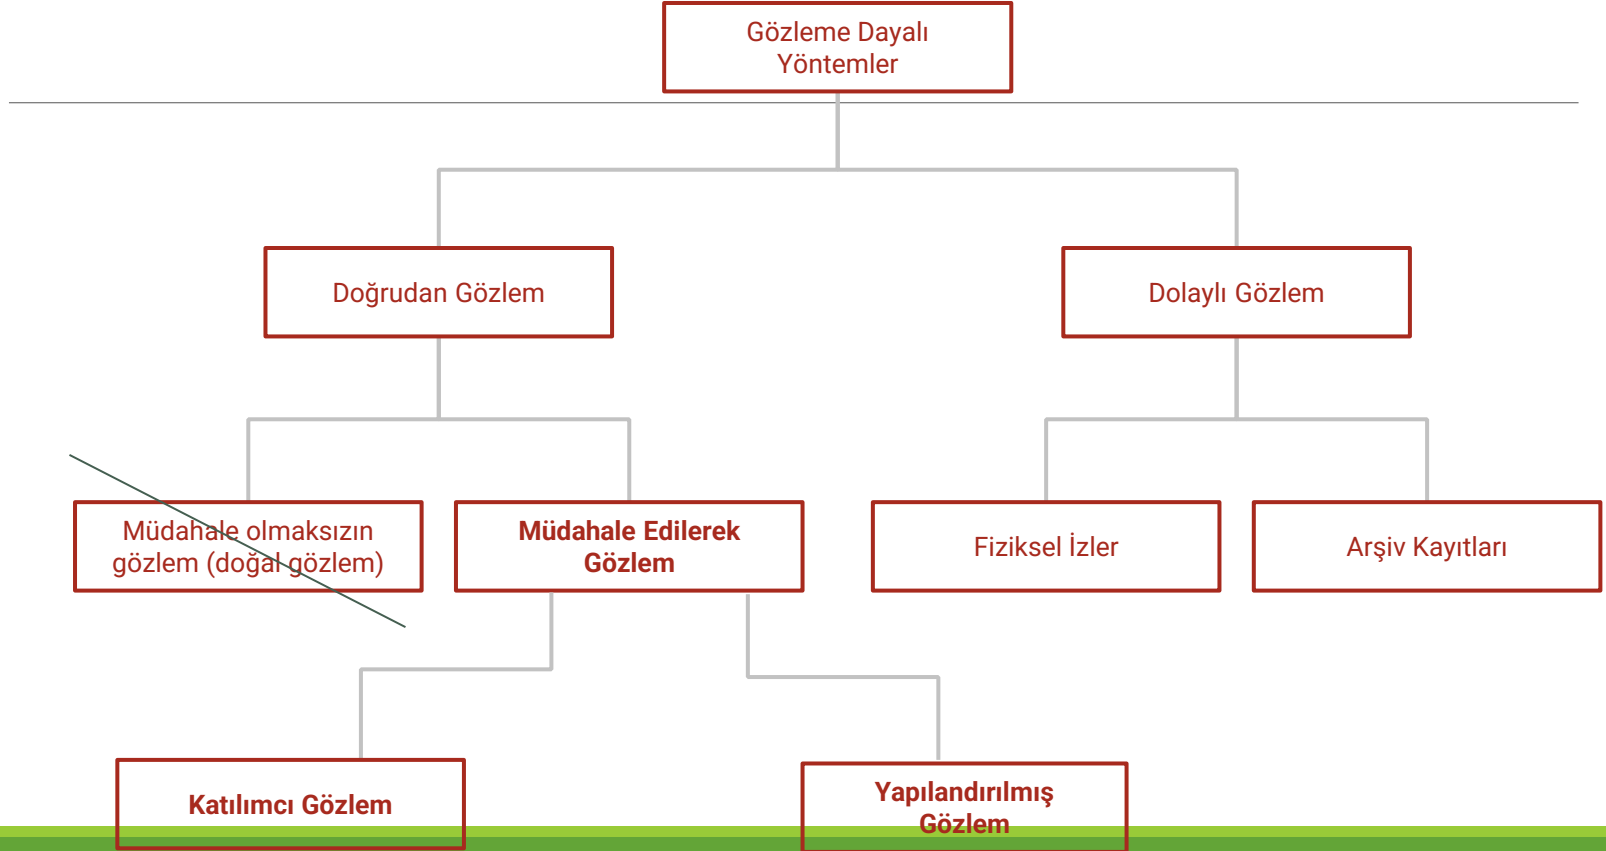 Gözleme Dayalı
Yöntemler
Doğrudan Gözlem
Dolaylı Gözlem
Müdahale olmaksızın
gözlem (doğal gözlem)
Müdahale Edilerek
Gözlem
Fiziksel İzler
Arşiv Kayıtları
Katılımcı Gözlem
Yapılandırılmış
Gözlem